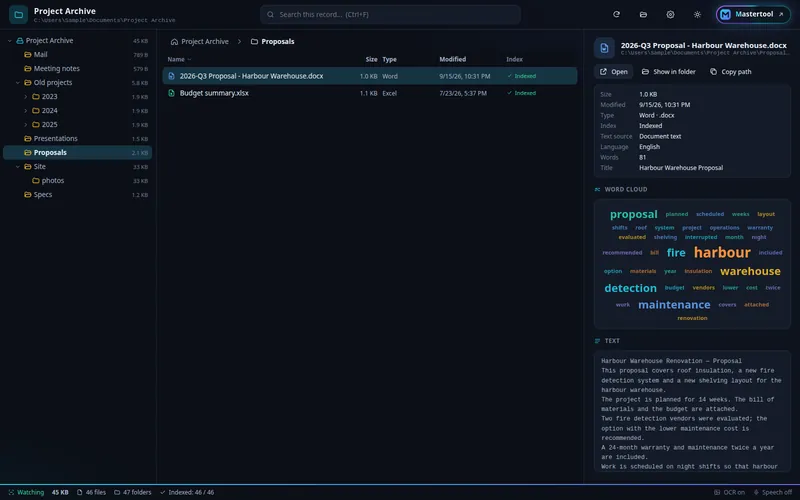 Project Archive
C:\Users\Sample\Documents\Project Archive
Search this record... (Ctrl+F)
Mastertool
Project Archive 45 KB
Mail 789 B
Meeting notes 579 B
Old projects 5.8 KB
2023 1.9 KB
2024 1.9 KB
2025 1.9 KB
Presentations 1.5 KB
Proposals 2.1 KB
Site 33 KB
photos 33 KB
Specs 1.2 KB
Project Archive > Proposals
Name Size Type Modified Index
2026-Q3 Proposal - Harbour Warehouse.docx 1.0 KB Word 9/15/26, 10:31 PM Indexed
Budget summary.xlsx 1.1 KB Excel 7/23/26, 5:37 PM Indexed
2026-Q3 Proposal - Harbour Warehouse.docx
C:\Users\Sample\Documents\Project Archive\Proposal…
Open Show in folder Copy path
Size 1.0 KB
Modified 9/15/26, 10:31 PM
Type Word · .docx
Index Indexed
Text source Document text
Language English
Words 81
Title Harbour Warehouse Proposal
WORD CLOUD
proposal planned scheduled weeks layout
shifts roof system project operations warranty
evaluated shelving interrupted month night
recommended bill fire harbour included
option materials year insulation warehouse
detection budget vendors lower cost twice
work maintenance covers attached
renovation
TEXT
Harbour Warehouse Renovation — Proposal
This proposal covers roof insulation, a new fire
detection system and a new shelving layout for the
harbour warehouse.
The project is planned for 14 weeks. The bill of
materials and the budget are attached.
Two fire detection vendors were evaluated; the
option with the lower maintenance cost is
recommended.
A 24-month warranty and maintenance twice a year
are included.
Work is scheduled on night shifts so that harbour
Watching 45 KB 46 files 47 folders Indexed: 46 / 46
OCR on Speech off